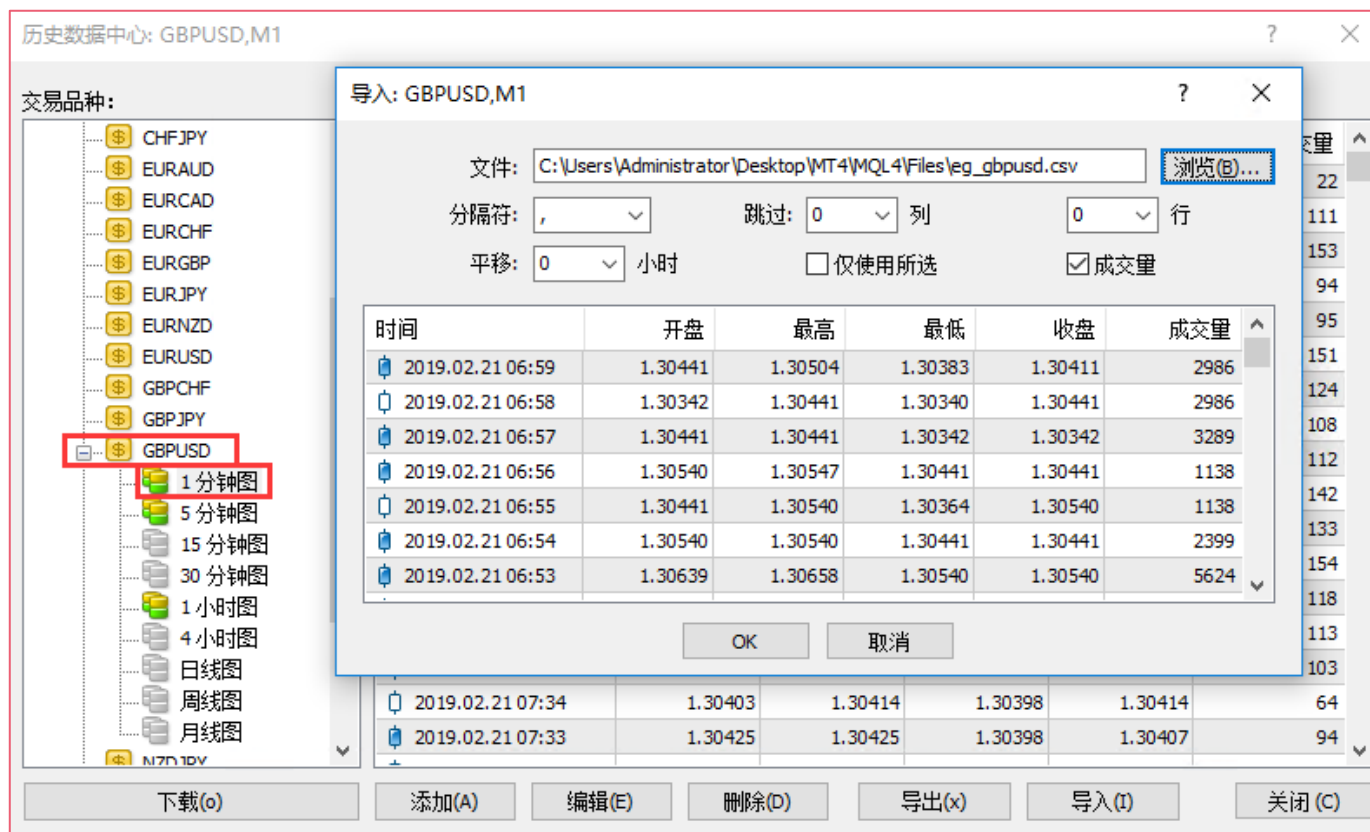 历史数据中心: GBPUSD,M1
交易品种:
CHFJPY
EURAUD
EURCAD
EURCHF
EURGBP
EURJPY
EURNZD
EURUSD
GBPCHF
GBPJPY
GBPUSD
1 分钟图
5 分钟图
15 分钟图
30 分钟图
1 小时图
4 小时图
日线图
周线图
月线图
NZDJPY
导入: GBPUSD,M1
文件: C:\Users\Administrator\Desktop\MT4\MQL4\Files\eg_gbpusd.csv 浏览(B)...
分隔符: , 跳过: 0 列 0 行
平移: 0 小时 仅使用所选 成交量
时间 开盘 最高 最低 收盘 成交量
2019.02.21 06:59 1.30441 1.30504 1.30383 1.30411 2986
2019.02.21 06:58 1.30342 1.30441 1.30340 1.30441 2986
2019.02.21 06:57 1.30441 1.30441 1.30342 1.30342 3289
2019.02.21 06:56 1.30540 1.30547 1.30441 1.30441 1138
2019.02.21 06:55 1.30441 1.30540 1.30364 1.30540 1138
2019.02.21 06:54 1.30540 1.30540 1.30441 1.30441 2399
2019.02.21 06:53 1.30639 1.30658 1.30540 1.30540 5624
OK 取消
量
22
111
153
94
95
151
124
108
112
142
133
154
118
113
103
2019.02.21 07:34 1.30403 1.30414 1.30398 1.30414 64
2019.02.21 07:33 1.30425 1.30425 1.30398 1.30407 94
下载(o) 添加(A) 编辑(E) 删除(D) 导出(x) 导入(I) 关闭 (C)